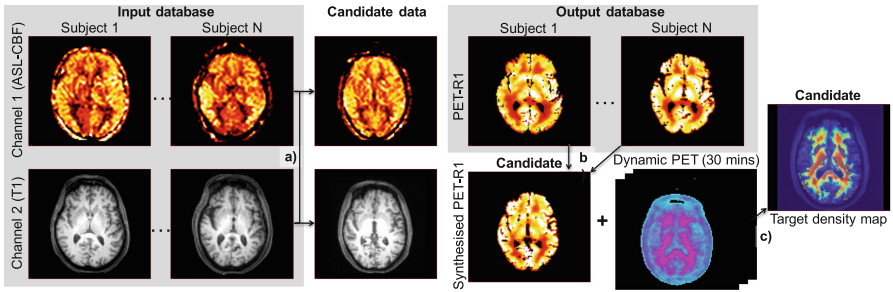 Input database
Subject 1
Subject N
Channel 1 (ASL-CBF)
...
Channel 2 (T1)
...
a)
Candidate data
Output database
Subject 1
Subject N
PET-R1
...
b
)
Candidate
Synthesised PET-R1
+
Dynamic PET (30 mins)
c)
Candidate
Target density map